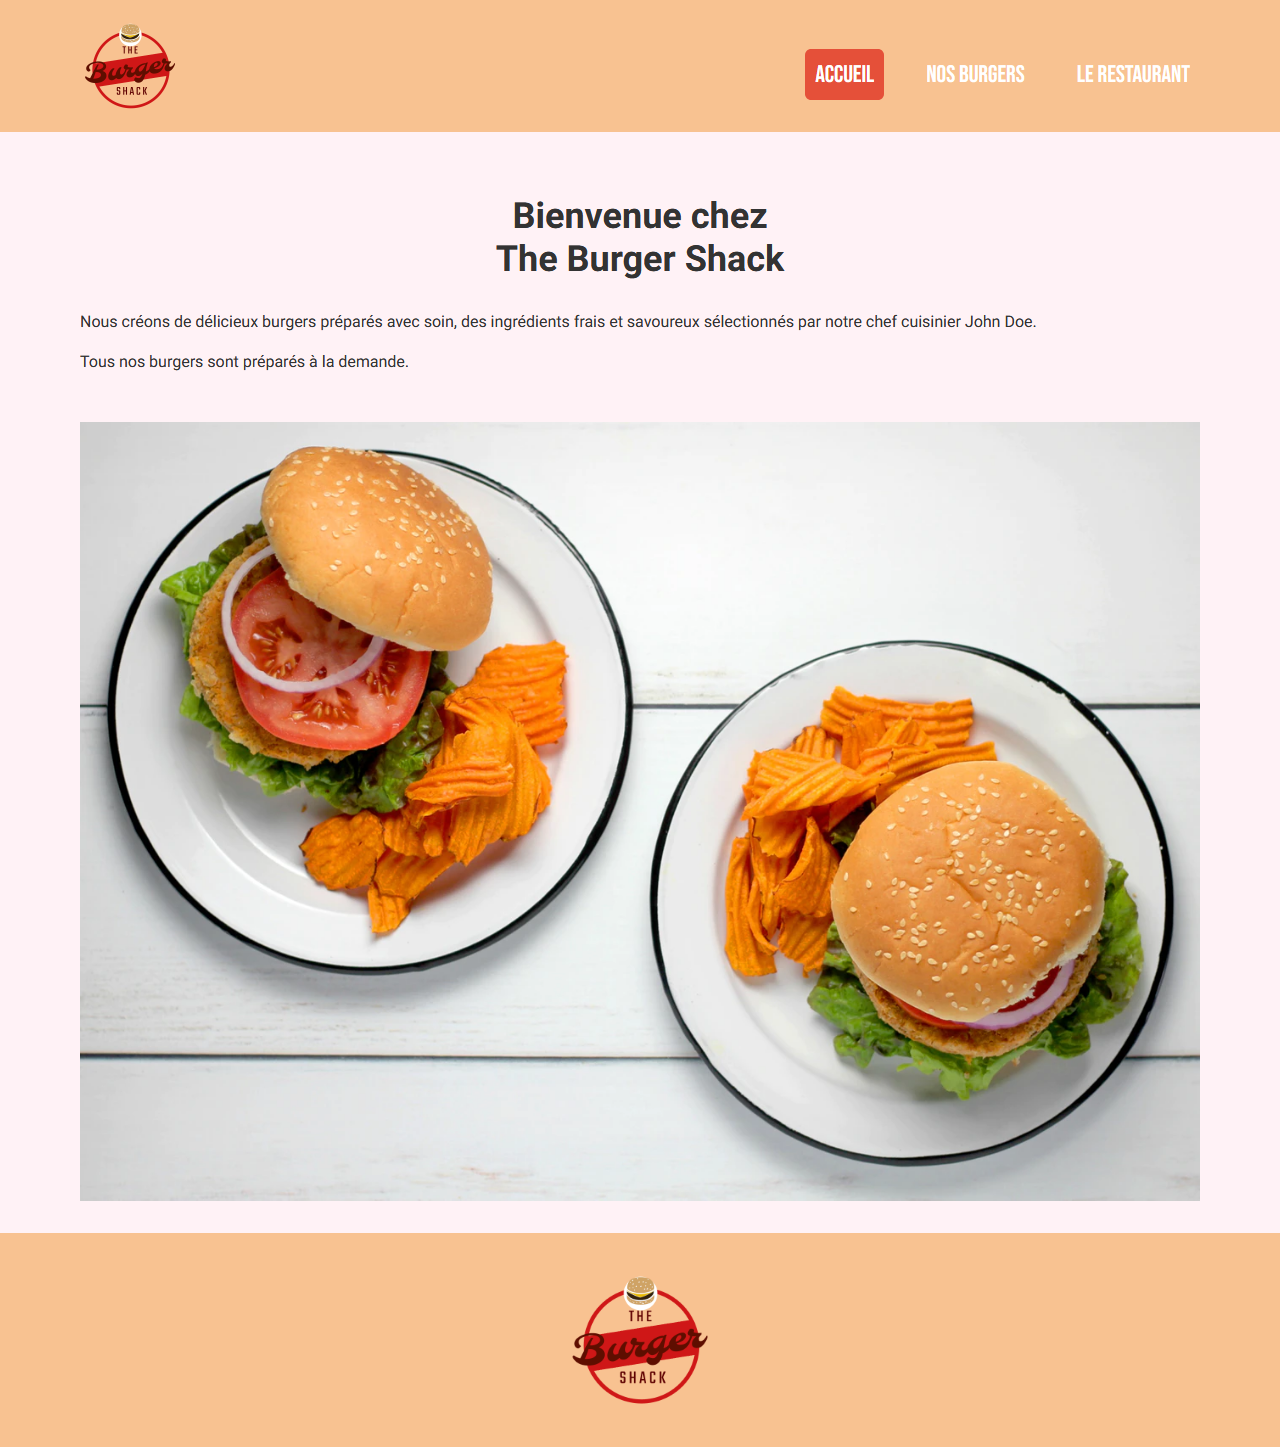 THE
Burger
SHACK
ACCUEIL
NOS BURGERS
LE RESTAURANT
Bienvenue chez
The Burger Shack
Nous créons de délicieux burgers préparés avec soin, des ingrédients frais et savoureux sélectionnés par notre chef cuisinier John Doe.
Tous nos burgers sont préparés à la demande.
THE
Burger
SHACK